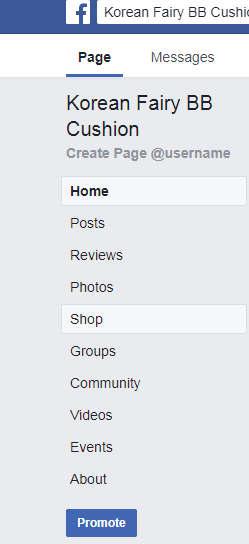 Korean Fairy BB Cushio
Page Messages
Korean Fairy BB
Cushion
Create Page @username
Home
Posts
Reviews
Photos
Shop
Groups
Community
Videos
Events
About
Promote